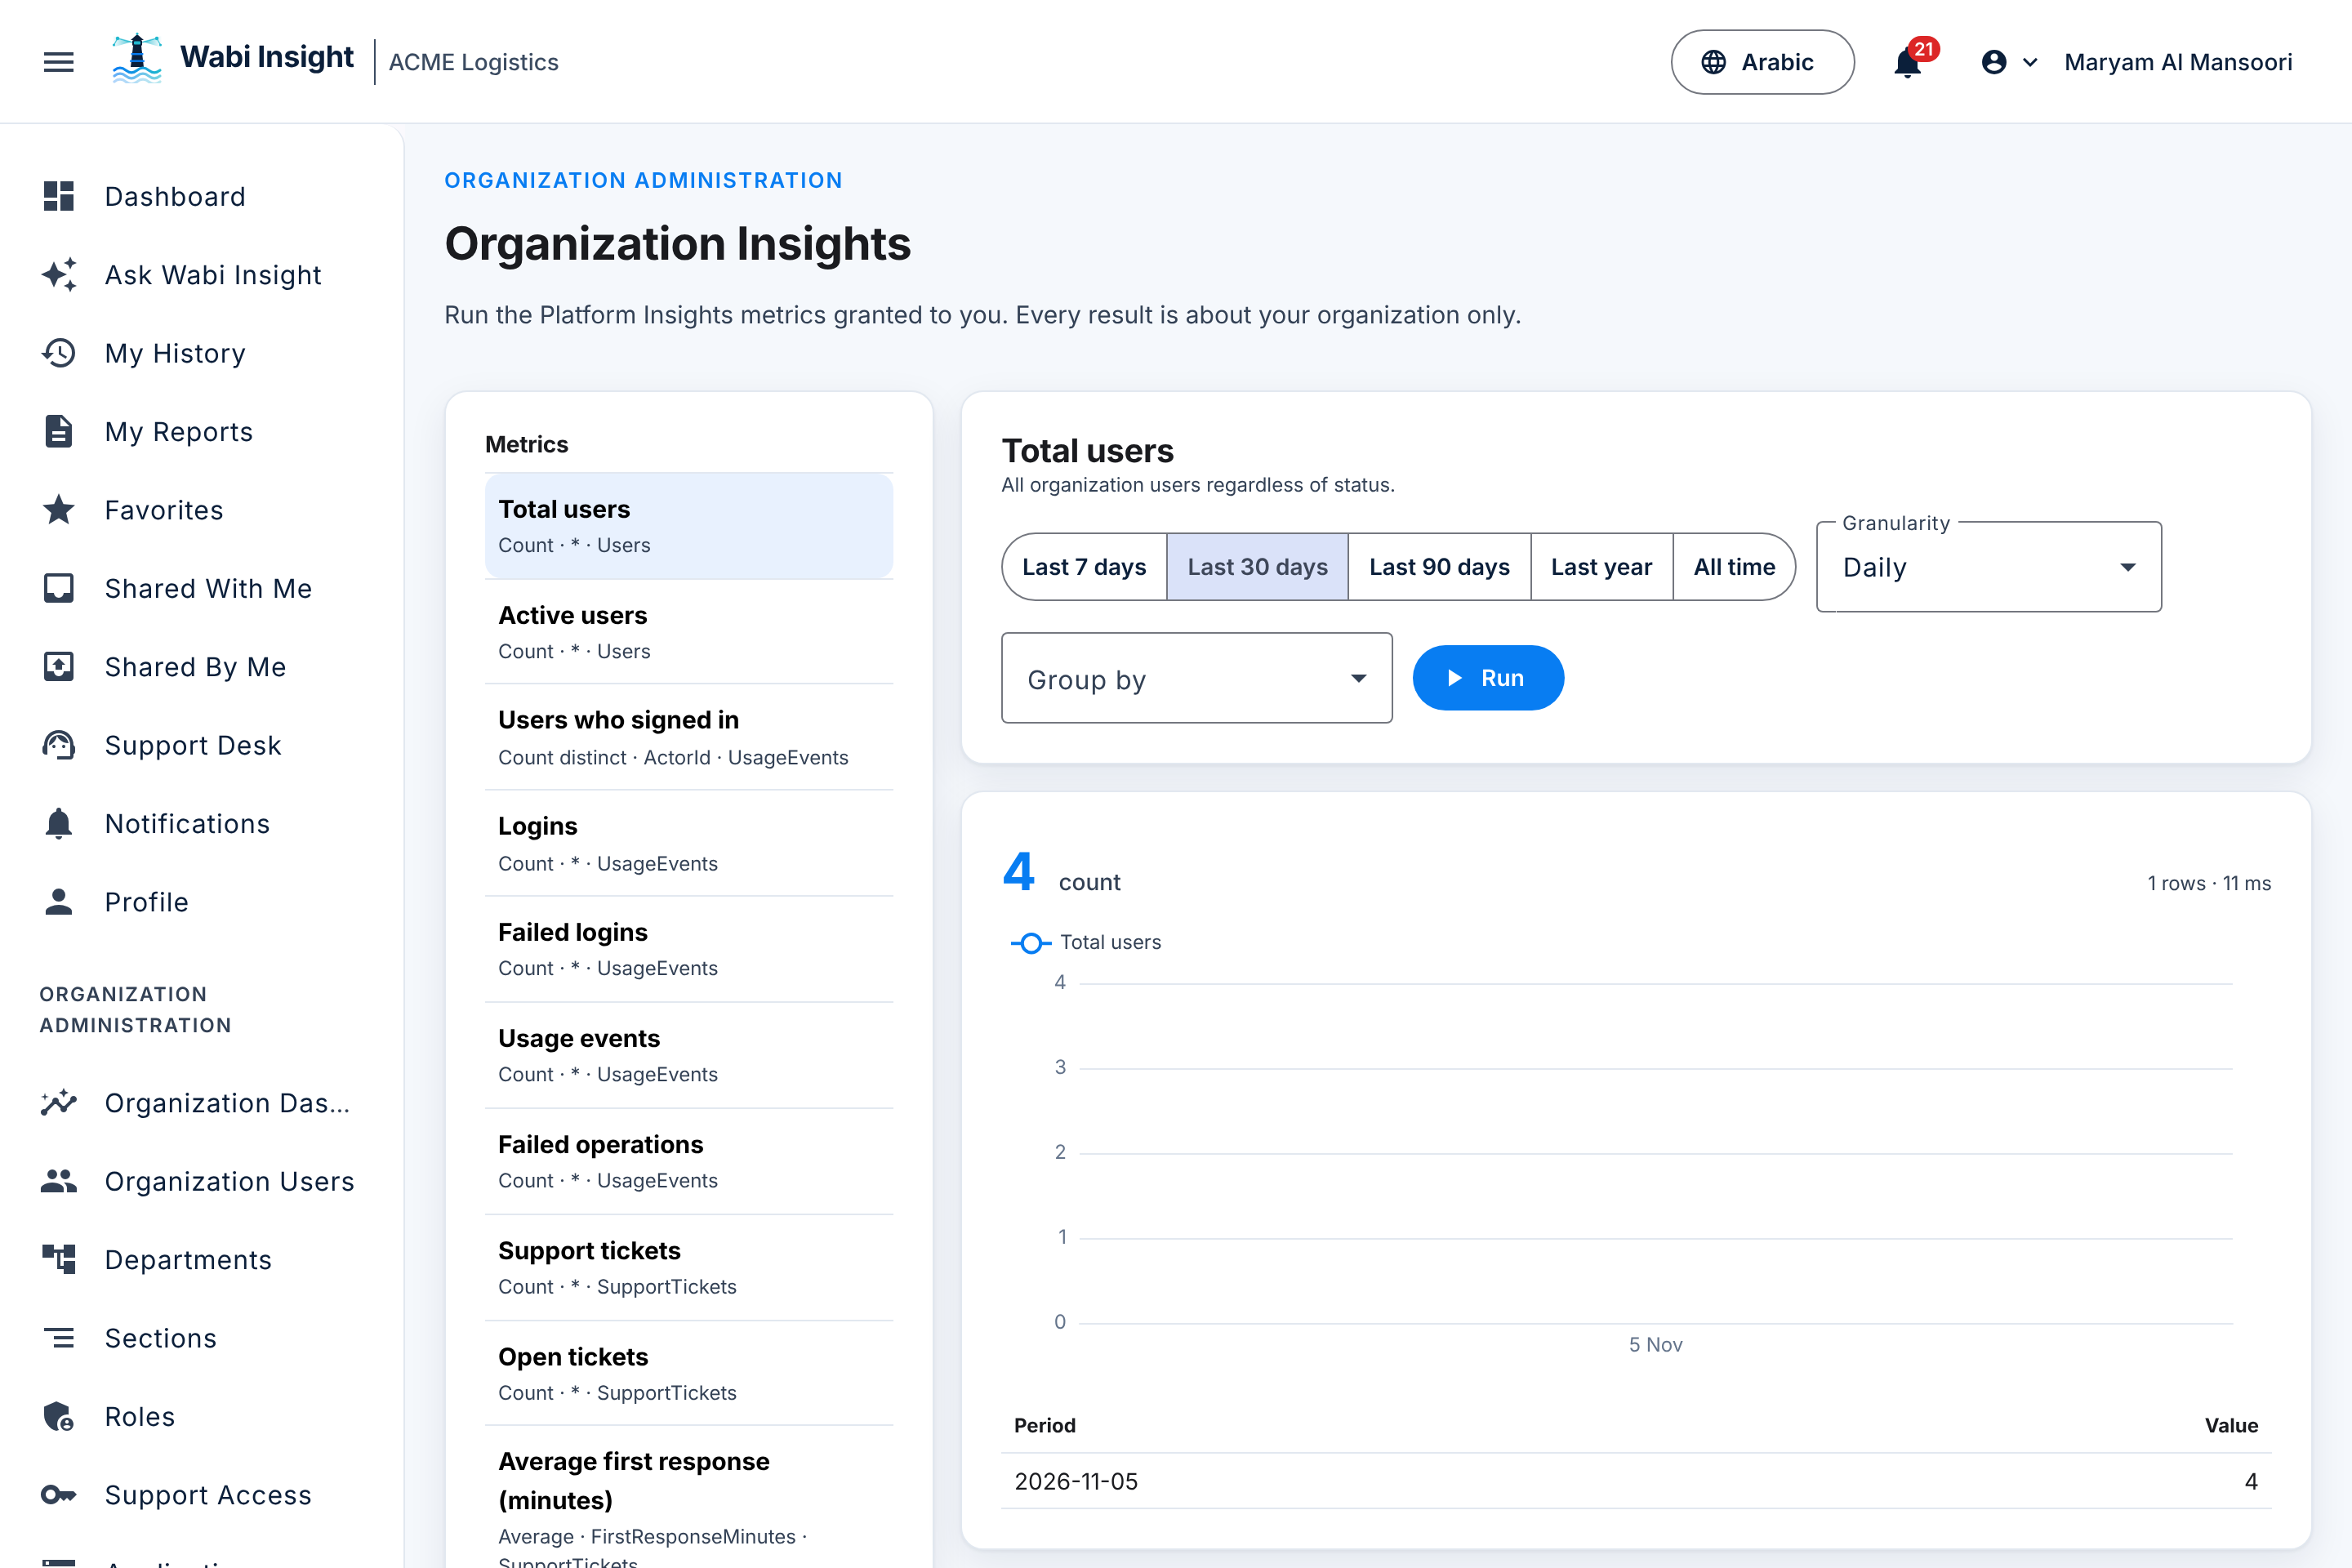 Wabi Insight
ACME Logistics
Arabic
21
Maryam Al Mansoori
Dashboard
Ask Wabi Insight
My History
My Reports
Favorites
Shared With Me
Shared By Me
Support Desk
Notifications
Profile
ORGANIZATION
ADMINISTRATION
Organization Das...
Organization Users
Departments
Sections
Roles
Support Access
ORGANIZATION ADMINISTRATION
Organization Insights
Run the Platform Insights metrics granted to you. Every result is about your organization only.
Metrics
Total users
Count · * · Users
Active users
Count · * · Users
Users who signed in
Count distinct · ActorId · UsageEvents
Logins
Count · * · UsageEvents
Failed logins
Count · * · UsageEvents
Usage events
Count · * · UsageEvents
Failed operations
Count · * · UsageEvents
Support tickets
Count · * · SupportTickets
Open tickets
Count · * · SupportTickets
Average first response
(minutes)
Average · FirstResponseMinutes ·
SupportTickets
Total users
All organization users regardless of status.
Last 7 days
Last 30 days
Last 90 days
Last year
All time
Granularity
Daily
Group by
Run
4 count
1 rows · 11 ms
Total users
4
3
2
1
0
5 Nov
Period Value
2026-11-05 4